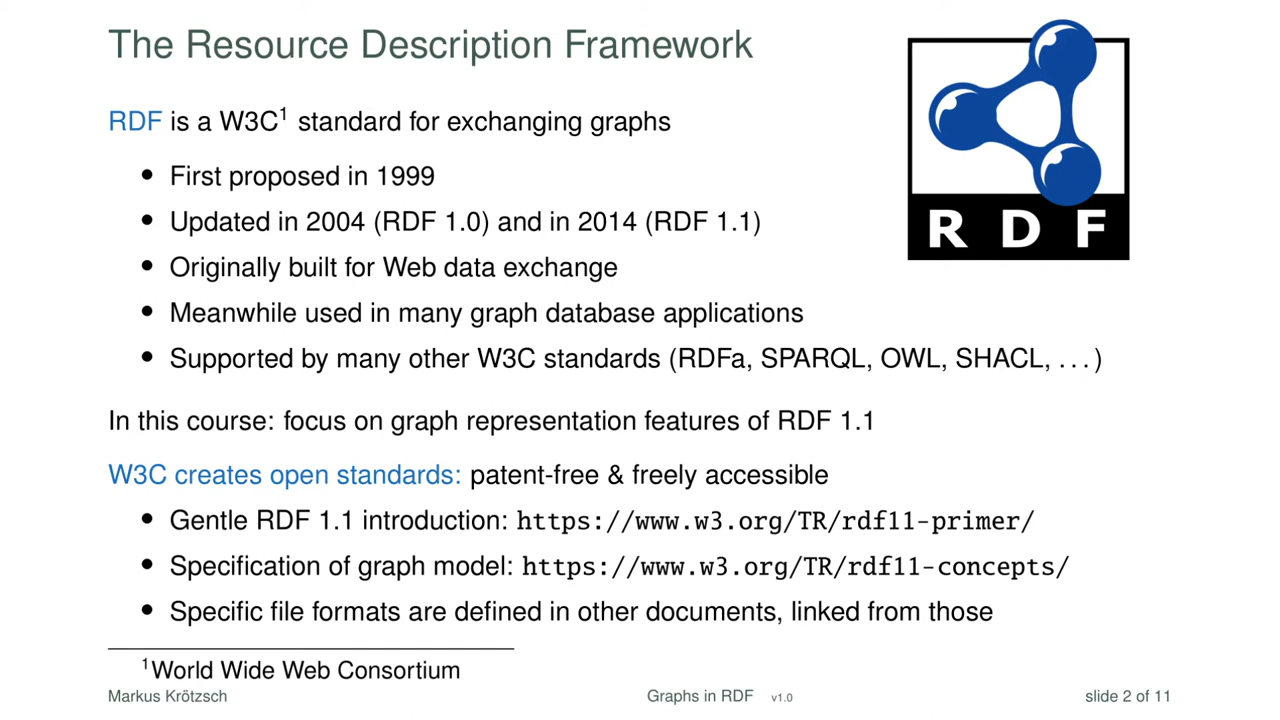 The Resource Description Framework
RDF is a W3C¹ standard for exchanging graphs
• First proposed in 1999
• Updated in 2004 (RDF 1.0) and in 2014 (RDF 1.1)
• Originally built for Web data exchange
• Meanwhile used in many graph database applications
• Supported by many other W3C standards (RDFa, SPARQL, OWL, SHACL, . . . )
RDF
In this course: focus on graph representation features of RDF 1.1
W3C creates open standards: patent-free & freely accessible
• Gentle RDF 1.1 introduction: https://www.w3.org/TR/rdf11-primer/
• Specification of graph model: https://www.w3.org/TR/rdf11-concepts/
• Specific file formats are defined in other documents, linked from those
¹World Wide Web Consortium
Markus Krötzsch Graphs in RDF v1.0 slide 2 of 11